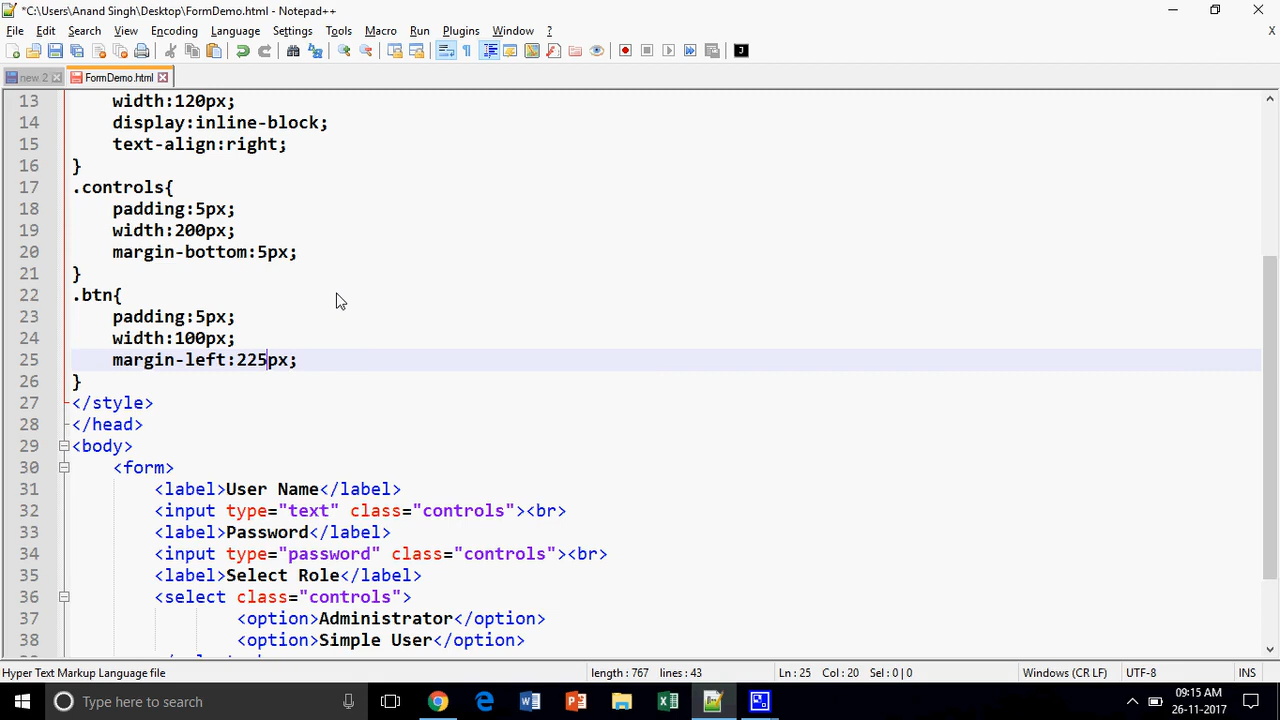 *C:\Users\Anand Singh\Desktop\FormDemo.html - Notepad++
File Edit Search View Encoding Language Settings Tools Macro Run Plugins Window ? X
new 2 FormDemo.html
13 width:120px;
14 display:inline-block;
15 text-align:right;
16 }
17 .controls{
18 padding:5px;
19 width:200px;
20 margin-bottom:5px;
21 }
22 .btn{
23 padding:5px;
24 width:100px;
25 margin-left:225px;
26 }
27 </style>
28 </head>
29 <body>
30 <form>
31 <label>User Name</label>
32 <input type="text" class="controls"><br>
33 <label>Password</label>
34 <input type="password" class="controls"><br>
35 <label>Select Role</label>
36 <select class="controls">
37 <option>Administrator</option>
38 <option>Simple User</option>
Hyper Text Markup Language file length : 767 lines : 43 Ln : 25 Col : 20 Sel : 0 | 0 Windows (CR LF) UTF-8 INS
Type here to search 09:15 AM
26-11-2017